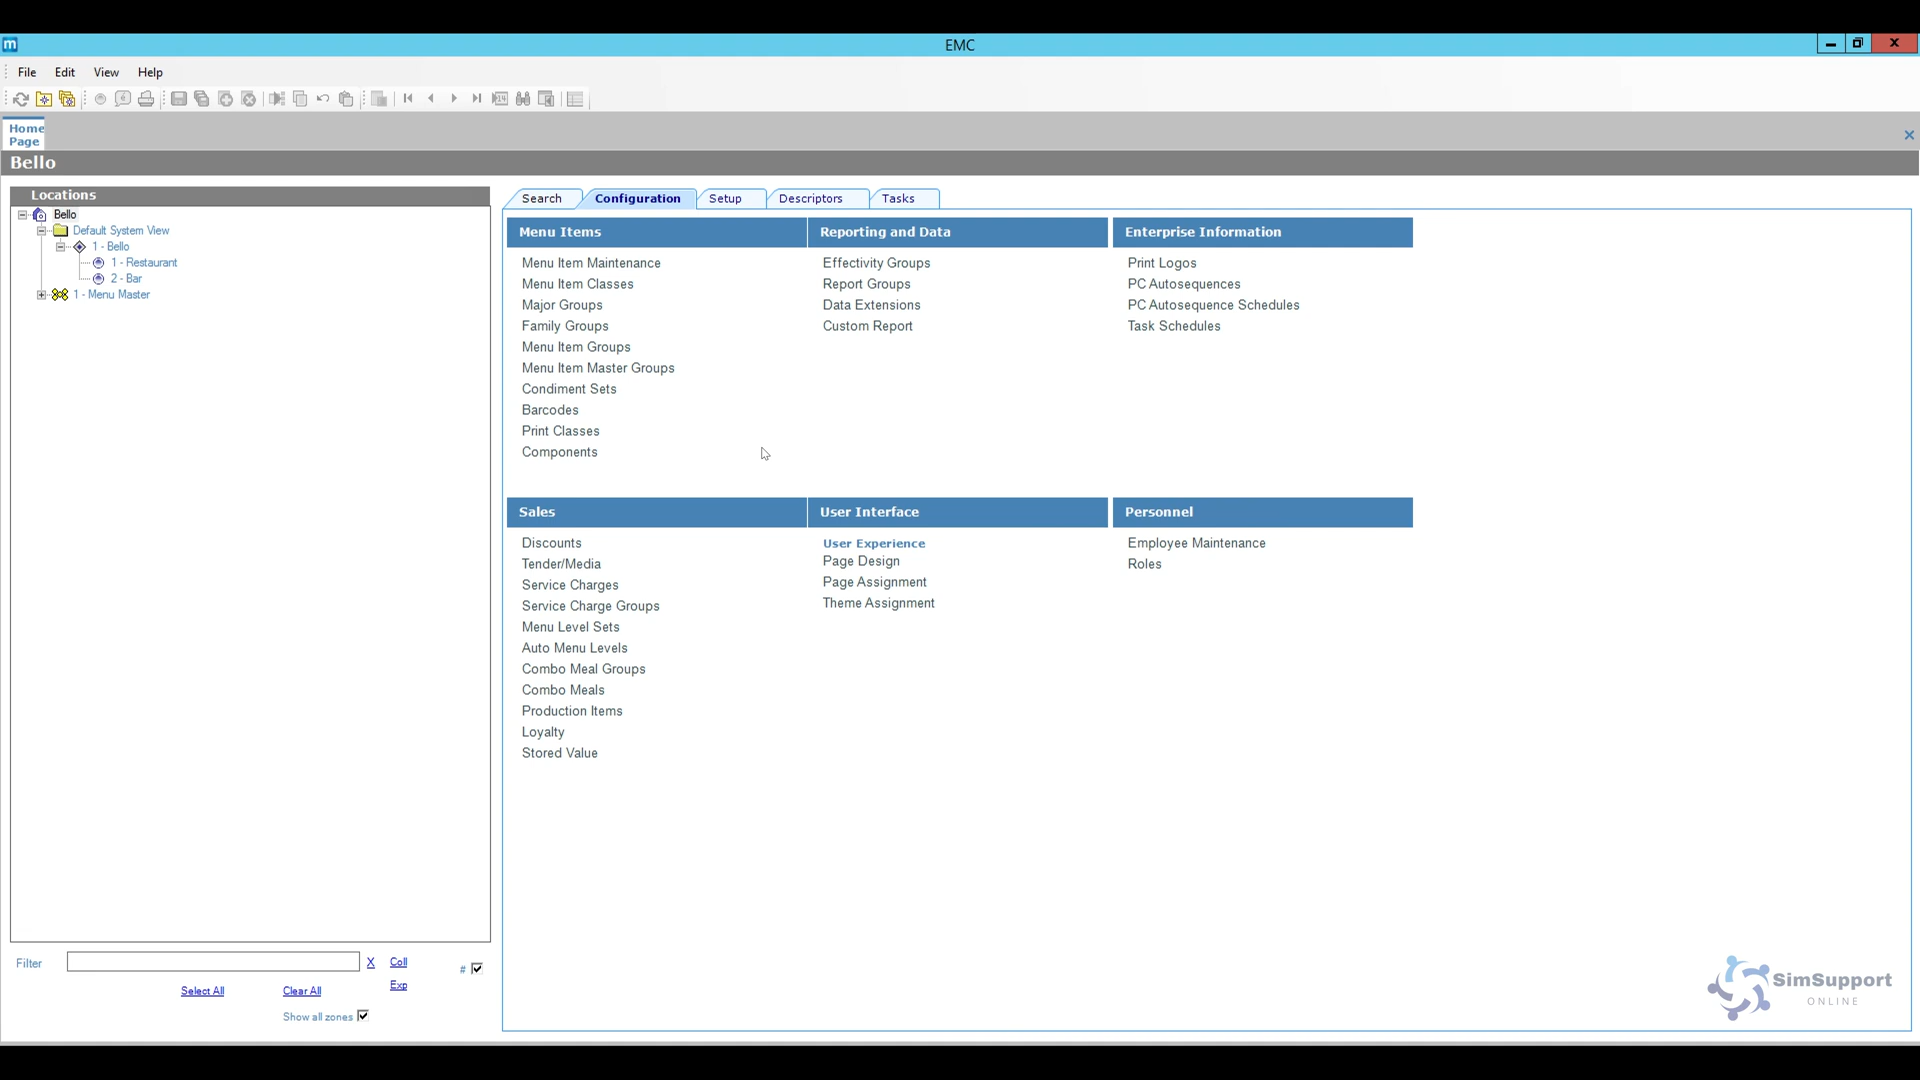 m
EMC
File Edit View Help
Home
Page
Bello
Locations
Bello
Default System View
1 - Bello
1 - Restaurant
2 - Bar
1 - Menu Master
Filter
X
Coll
#
Exp
Select All
Clear All
Show all zones
Search Configuration Setup Descriptors Tasks
Menu Items
Menu Item Maintenance
Menu Item Classes
Major Groups
Family Groups
Menu Item Groups
Menu Item Master Groups
Condiment Sets
Barcodes
Print Classes
Components
Reporting and Data
Effectivity Groups
Report Groups
Data Extensions
Custom Report
Enterprise Information
Print Logos
PC Autosequences
PC Autosequence Schedules
Task Schedules
Sales
Discounts
Tender/Media
Service Charges
Service Charge Groups
Menu Level Sets
Auto Menu Levels
Combo Meal Groups
Combo Meals
Production Items
Loyalty
Stored Value
User Interface
User Experience
Page Design
Page Assignment
Theme Assignment
Personnel
Employee Maintenance
Roles
SimSupport
ONLINE